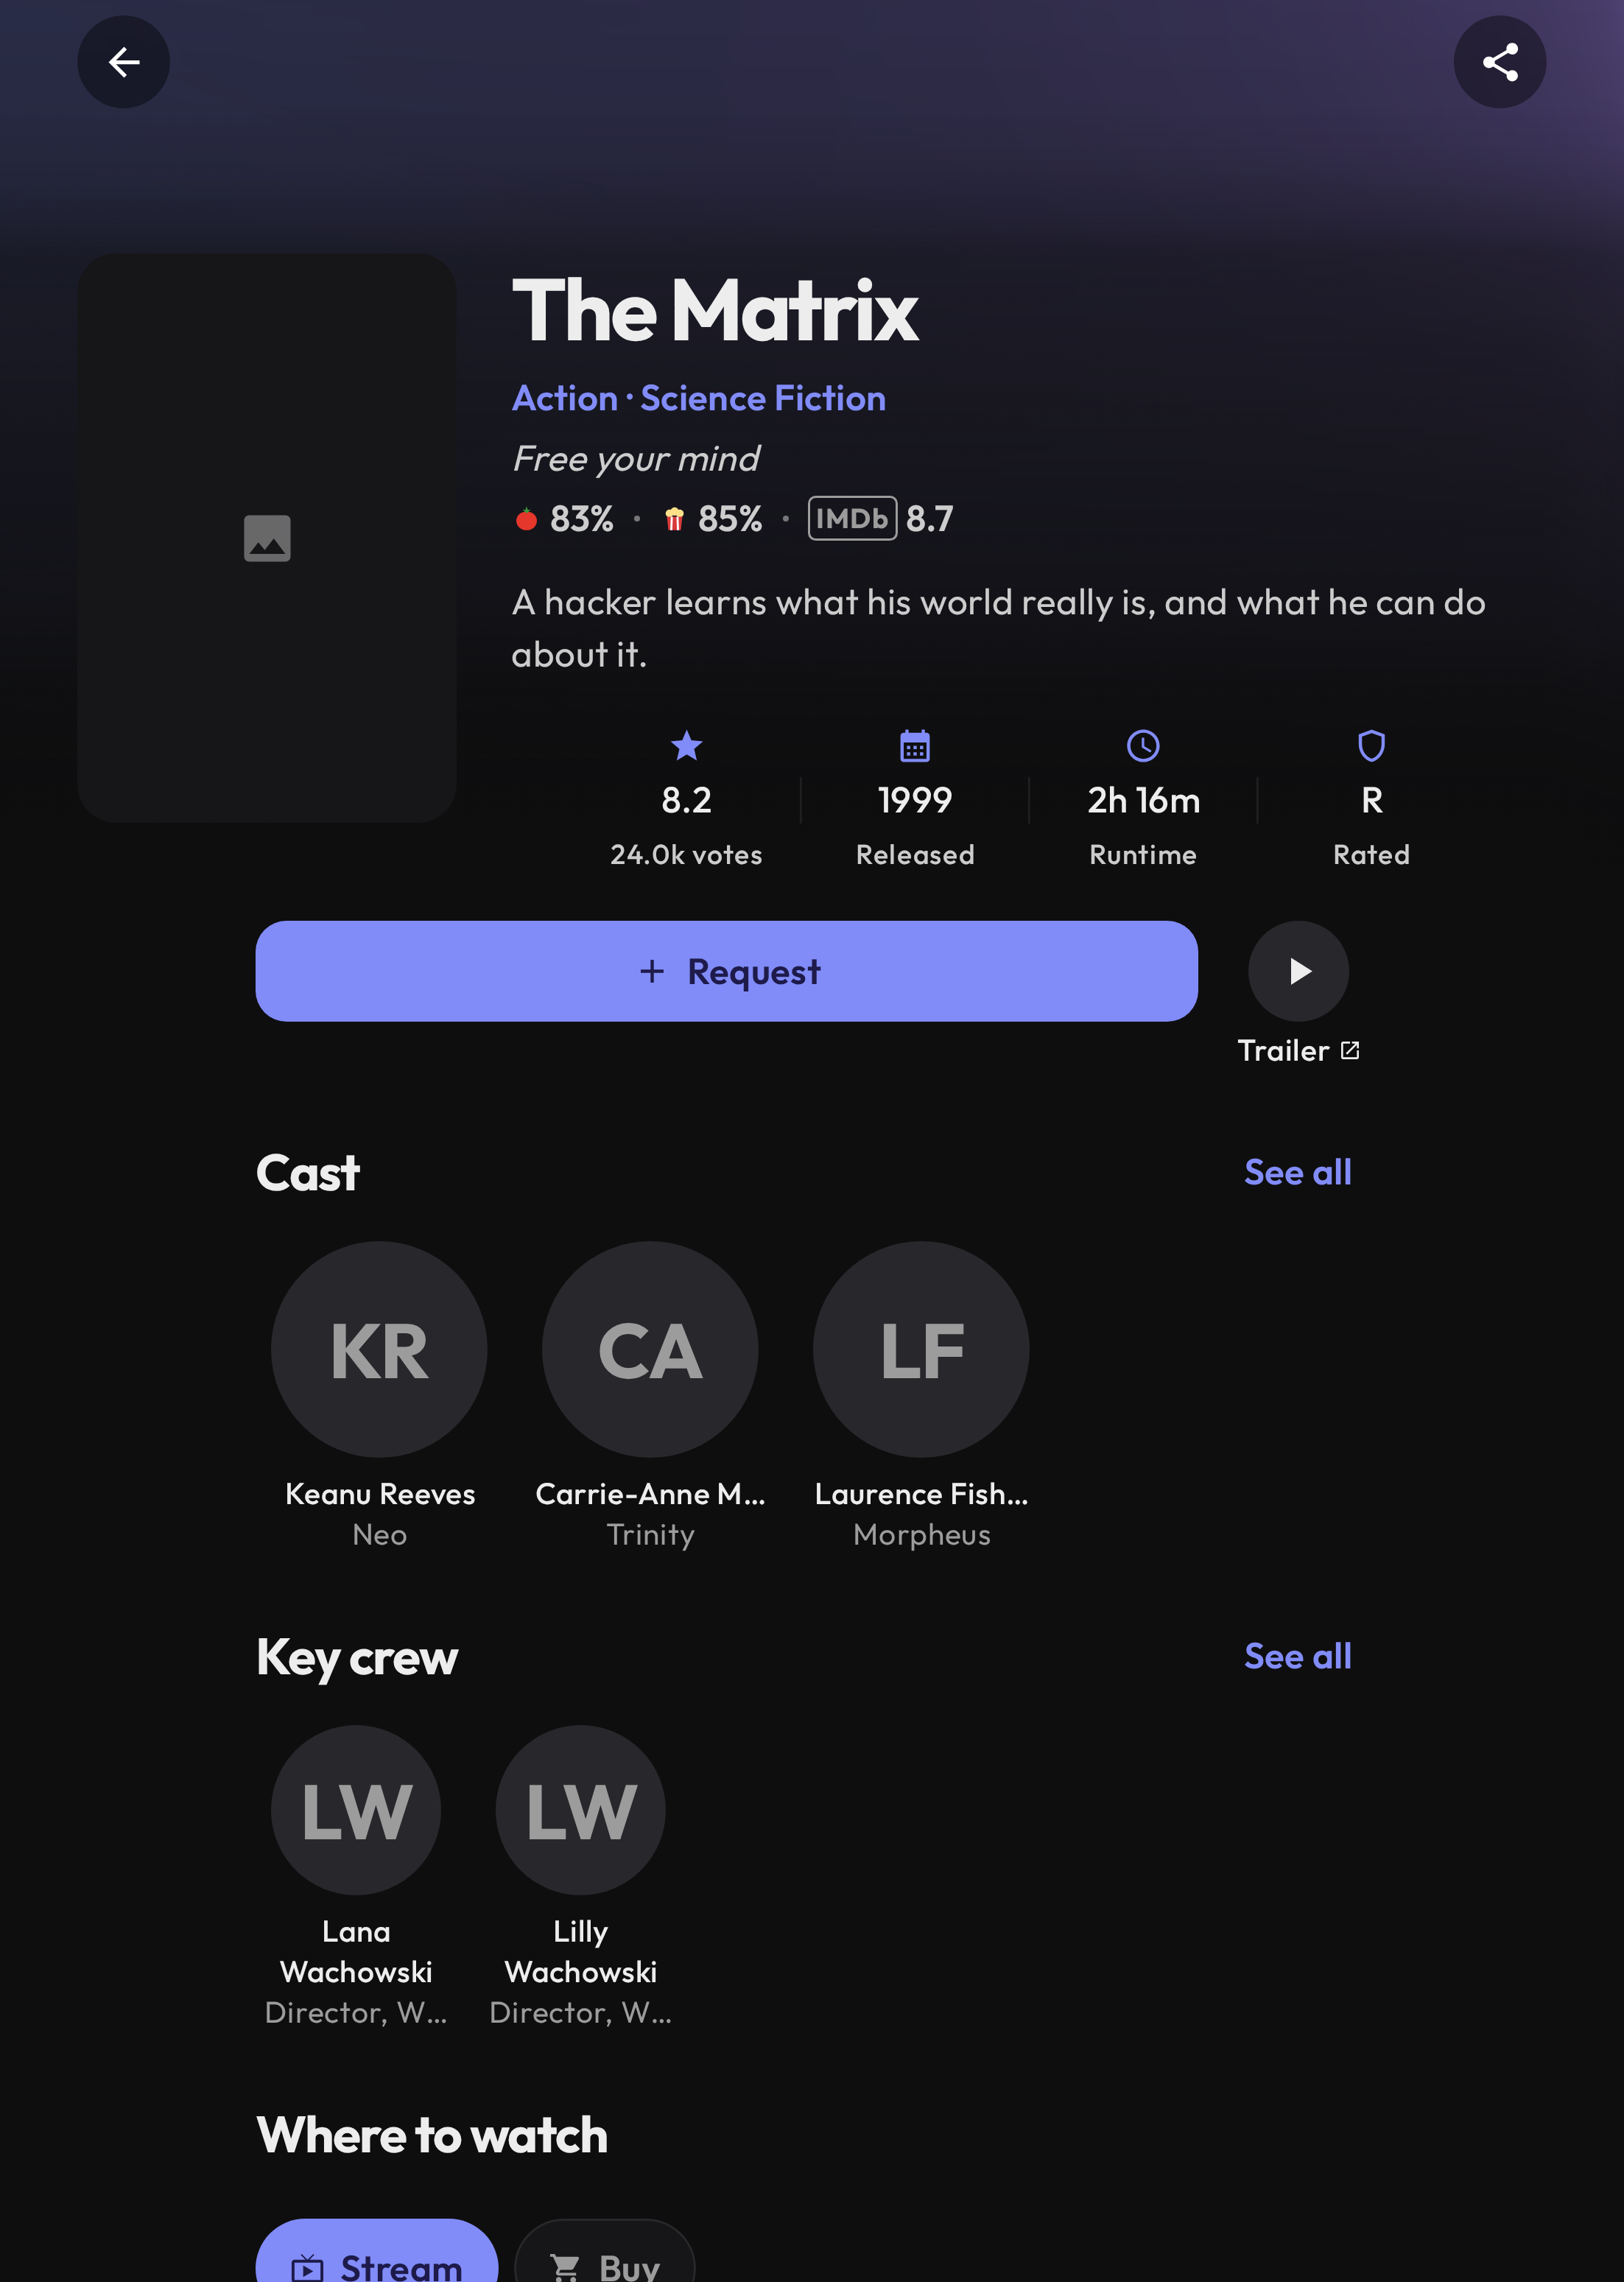 The Matrix
Action · Science Fiction
Free your mind
83% · 85% · IMDb 8.7
A hacker learns what his world really is, and what he can do
about it.
8.2 1999 2h 16m R
24.0k votes Released Runtime Rated
+ Request
Trailer
Cast See all
KR CA LF
Keanu Reeves Carrie-Anne M... Laurence Fish...
Neo Trinity Morpheus
Key crew See all
LW LW
Lana Lilly
Wachowski Wachowski
Director, W... Director, W...
Where to watch
Stream Buy